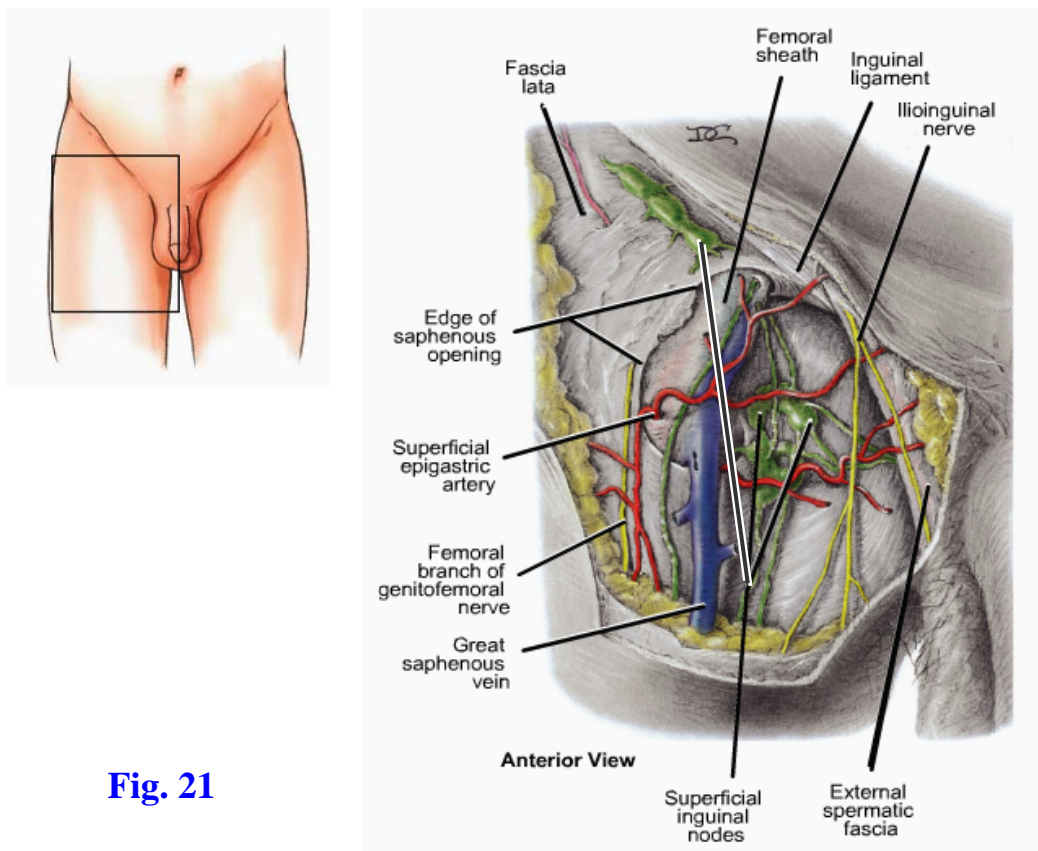 Femoral
sheath
Inguinal
ligament
Fascia
lata
Ilioinguinal
nerve
Edge of
saphenous
opening
Superficial
epigastric
artery
Femoral
branch of
genitofemoral
nerve
Great
saphenous
vein
Anterior View
Superficial
inguinal
nodes
External
spermatic
fascia
Fig. 21